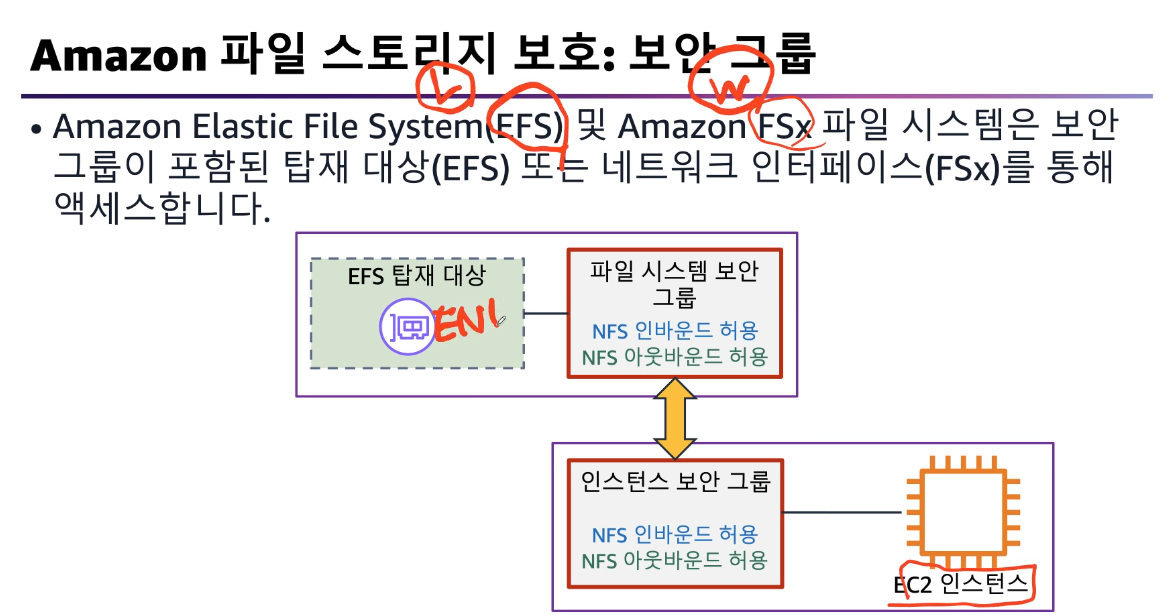 Amazon 파일 스토리지 보호: 보안 그룹
L
W
• Amazon Elastic File System(EFS) 및 Amazon FSx 파일 시스템은 보안
그룹이 포함된 탑재 대상(EFS) 또는 네트워크 인터페이스(FSx)를 통해
액세스합니다.
EFS 탑재 대상
ENI
파일 시스템 보안
그룹
NFS 인바운드 허용
NFS 아웃바운드 허용
인스턴스 보안 그룹
NFS 인바운드 허용
NFS 아웃바운드 허용
EC2 인스턴스